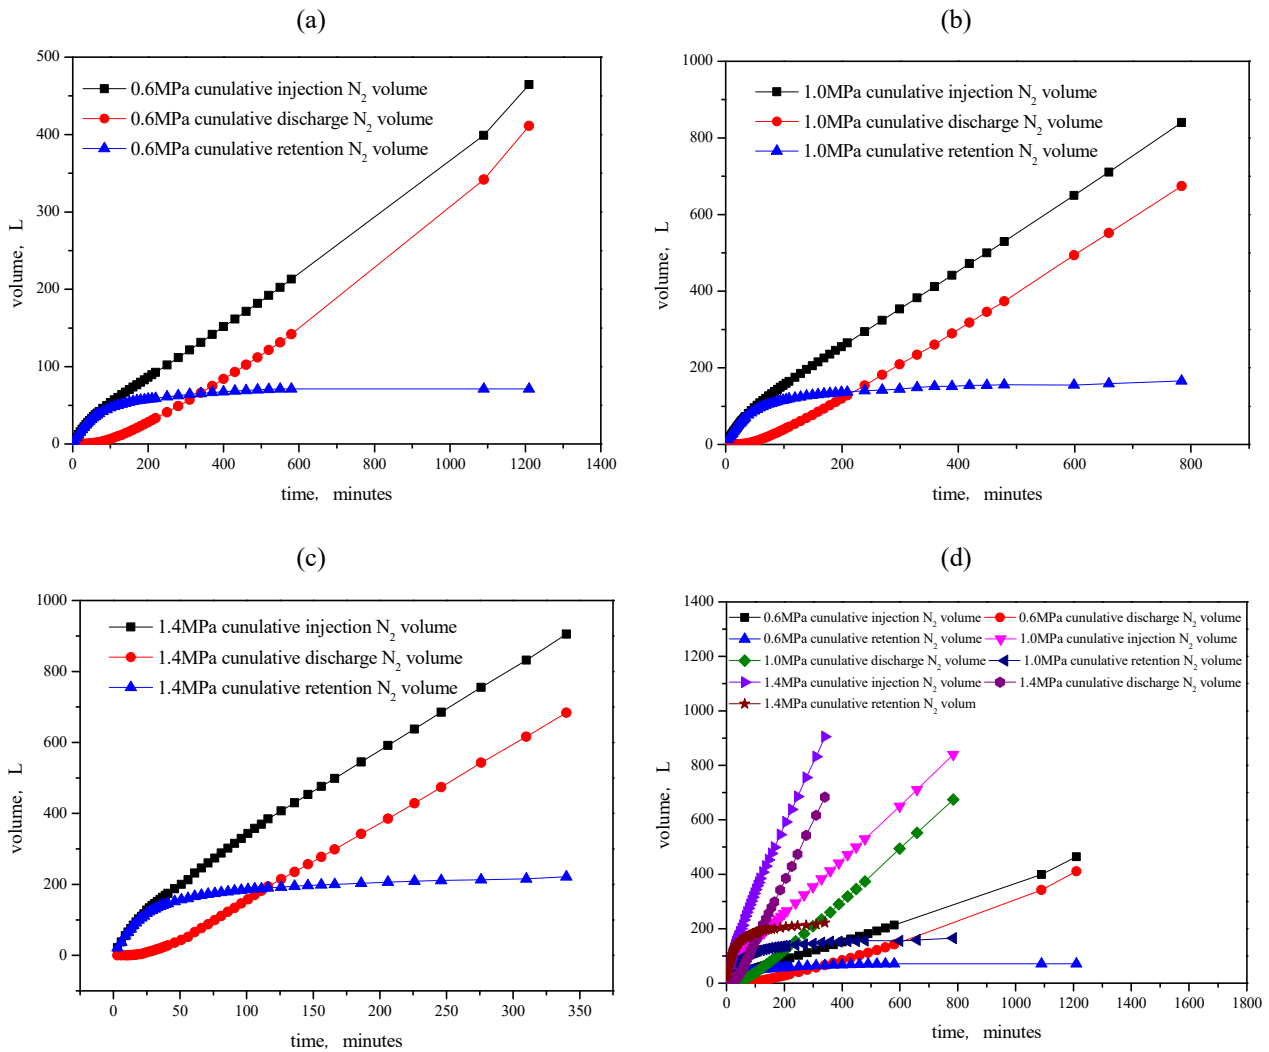 (a)
500
400
300
200
100
0
volume, L
0.6MPa cunulative injection N2 volume
0.6MPa cunulative discharge N2 volume
0.6MPa cunulative retention N2 volume
0 200 400 600 800 1000 1200 1400
time, minutes
(b)
1000
800
600
400
200
0
volume, L
1.0MPa cunulative injection N2 volume
1.0MPa cunulative discharge N2 volume
1.0MPa cunulative retention N2 volume
0 200 400 600 800
time, minutes
(c)
1000
800
600
400
200
0
volume, L
1.4MPa cunulative injection N2 volume
1.4MPa cunulative discharge N2 volume
1.4MPa cunulative retention N2 volume
0 50 100 150 200 250 300 350
time, minutes
(d)
1400
1200
1000
800
600
400
200
0
volume, L
0.6MPa cunulative injection N2 volume 0.6MPa cunulative discharge N2 volume
0.6MPa cunulative retention N2 volume 1.0MPa cunulative injection N2 volume
1.0MPa cunulative discharge N2 volume 1.0MPa cunulative retention N2 volume
1.4MPa cunulative injection N2 volume 1.4MPa cunulative discharge N2 volume
1.4MPa cunulative retention N2 volum
0 200 400 600 800 1000 1200 1400 1600 1800
time, minutes